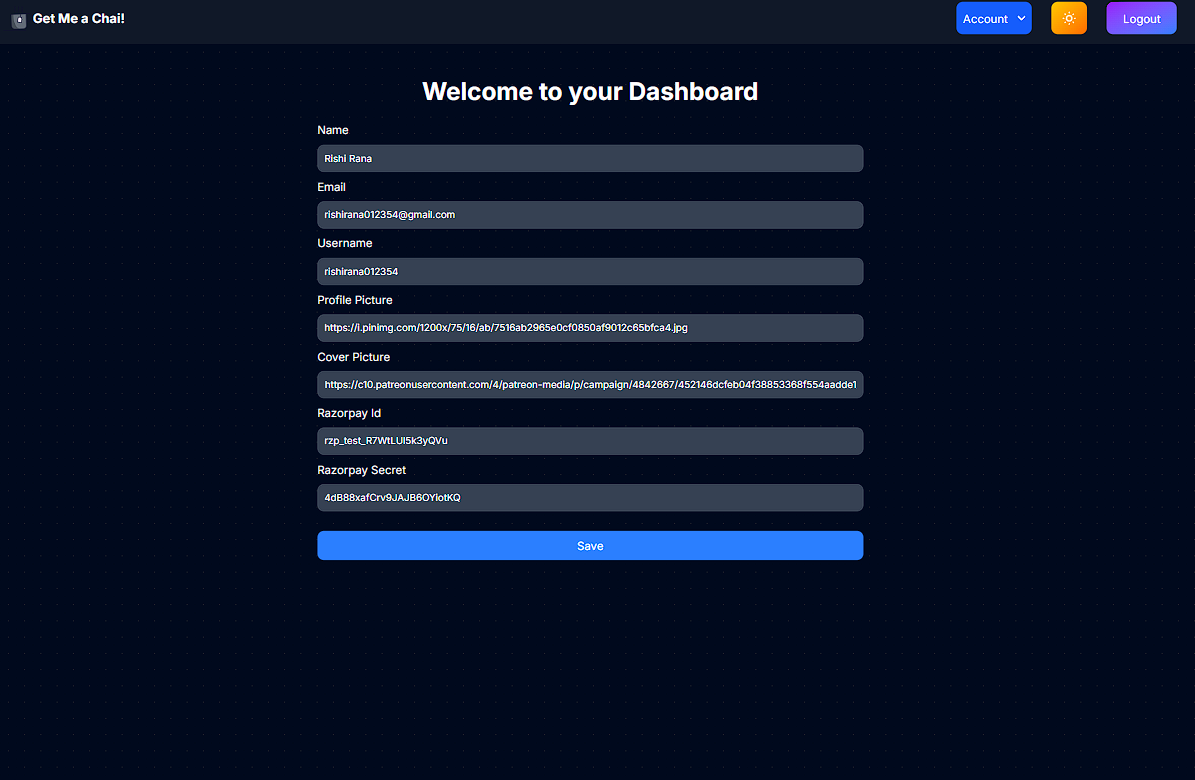 Get Me a Chai!
Account
Logout
Welcome to your Dashboard
Name
Rishi Rana
Email
rishirana012354@gmail.com
Username
rishirana012354
Profile Picture
https://i.pinimg.com/1200x/75/16/ab/7516ab2965e0cf0850af9012c65bfca4.jpg
Cover Picture
https://c10.patreonusercontent.com/4/patreon-media/p/campaign/4842667/452146dcfeb04f38853368f554aadde1
Razorpay Id
rzp_test_R7WtLUI5k3yQVu
Razorpay Secret
4dB88xafCrv9JAJB6OYiotKQ
Save